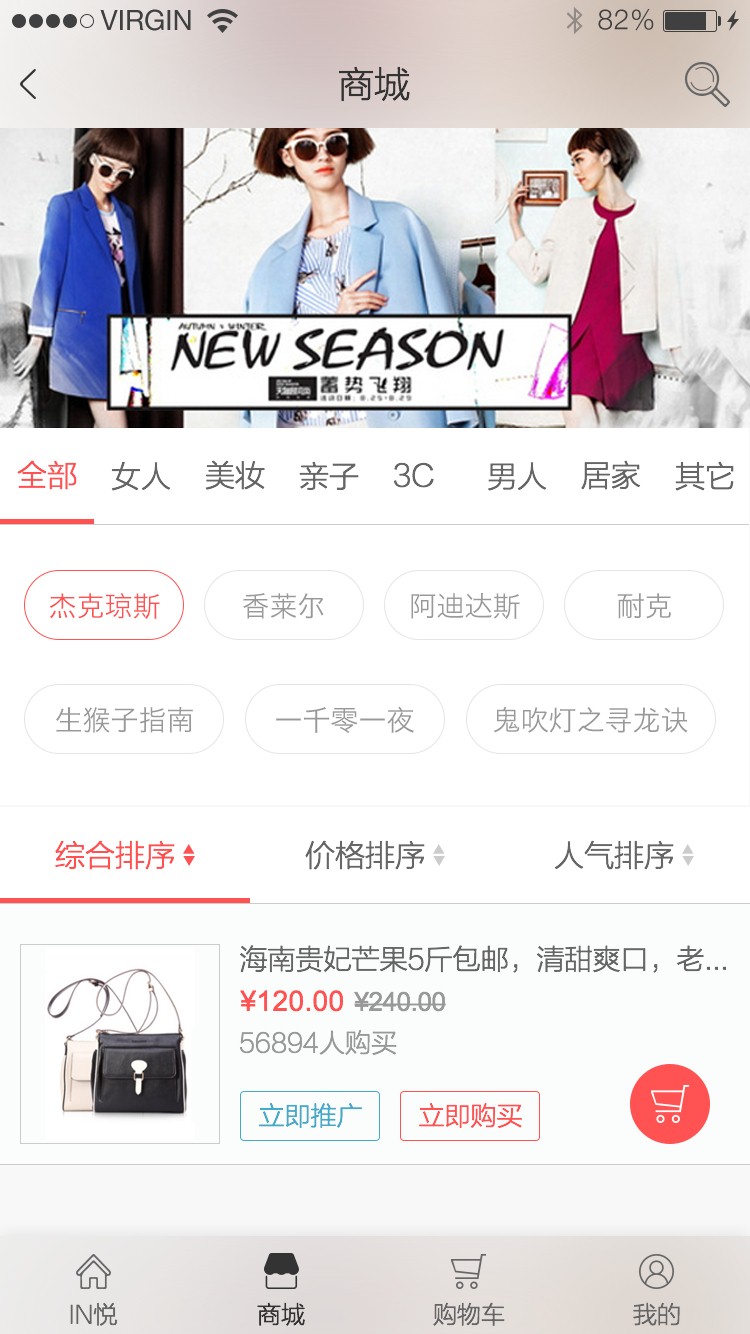 VIRGIN 82%
商城
AUTUMN & WINTER
NEW SEASON
蓄势飞翔
全部 女人 美妆 亲子 3C 男人 居家 其它
杰克琼斯 香莱尔 阿迪达斯 耐克
生猴子指南 一千零一夜 鬼吹灯之寻龙诀
综合排序 价格排序 人气排序
海南贵妃芒果5斤包邮，清甜爽口，老...
¥120.00 ¥240.00
56894人购买
立即推广 立即购买
IN悦 商城 购物车 我的